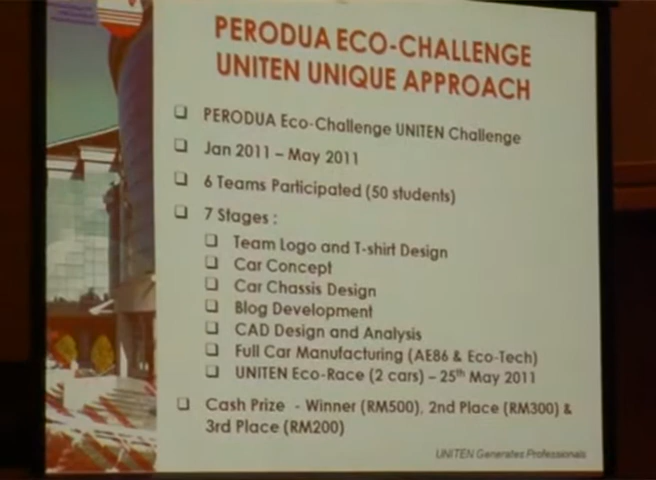 PERODUA ECO-CHALLENGE
UNITEN UNIQUE APPROACH
❑ PERODUA Eco-Challenge UNITEN Challenge
❑ Jan 2011 – May 2011
❑ 6 Teams Participated (50 students)
❑ 7 Stages :
❑ Team Logo and T-shirt Design
❑ Car Concept
❑ Car Chassis Design
❑ Blog Development
❑ CAD Design and Analysis
❑ Full Car Manufacturing (AE86 & Eco-Tech)
❑ UNITEN Eco-Race (2 cars) – 25th May 2011
❑ Cash Prize - Winner (RM500), 2nd Place (RM300) &
3rd Place (RM200)
UNITEN Generates Professionals